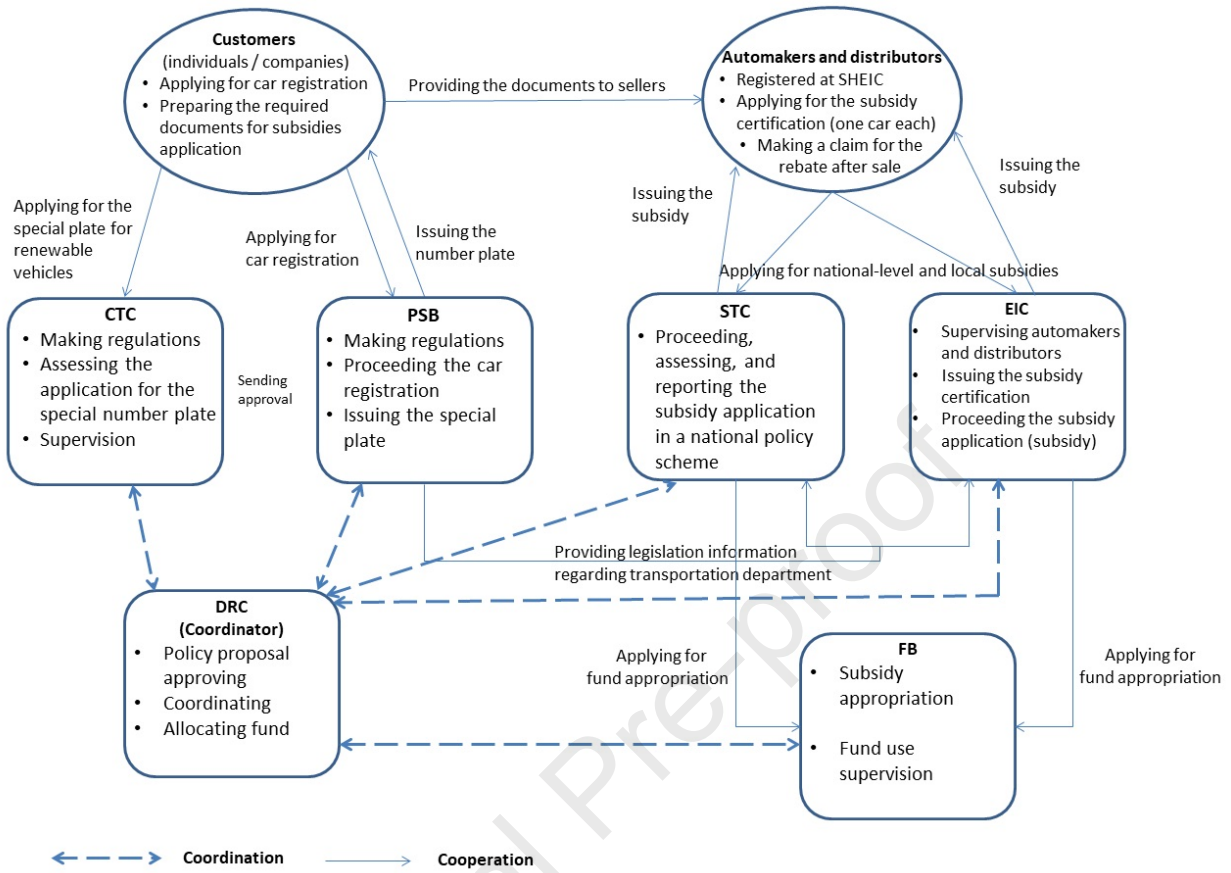 Customers
(individuals / companies)
• Applying for car registration
• Preparing the required
documents for subsidies
application
Providing the documents to sellers
Automakers and distributors
• Registered at SHEIC
• Applying for the subsidy
certification (one car each)
• Making a claim for the
rebate after sale
Applying for the
special plate for
renewable
vehicles
Applying for
car registration
Issuing the
number plate
Issuing the
subsidy
Issuing the
subsidy
Applying for national-level and local subsidies
CTC
• Making regulations
• Assessing the
application for the
special number plate
• Supervision
Sending
approval
PSB
• Making regulations
• Proceeding the car
registration
• Issuing the special
plate
STC
• Proceeding,
assessing, and
reporting the
subsidy application
in a national policy
scheme
EIC
• Supervising automakers
and distributors
• Issuing the subsidy
certification
• Proceeding the subsidy
application (subsidy)
Providing legislation information
regarding transportation department
DRC
(Coordinator)
• Policy proposal
approving
• Coordinating
• Allocating fund
Applying for
fund appropriation
FB
• Subsidy
appropriation
• Fund use
supervision
Applying for
fund appropriation
Coordination
Cooperation
al Pre-proof